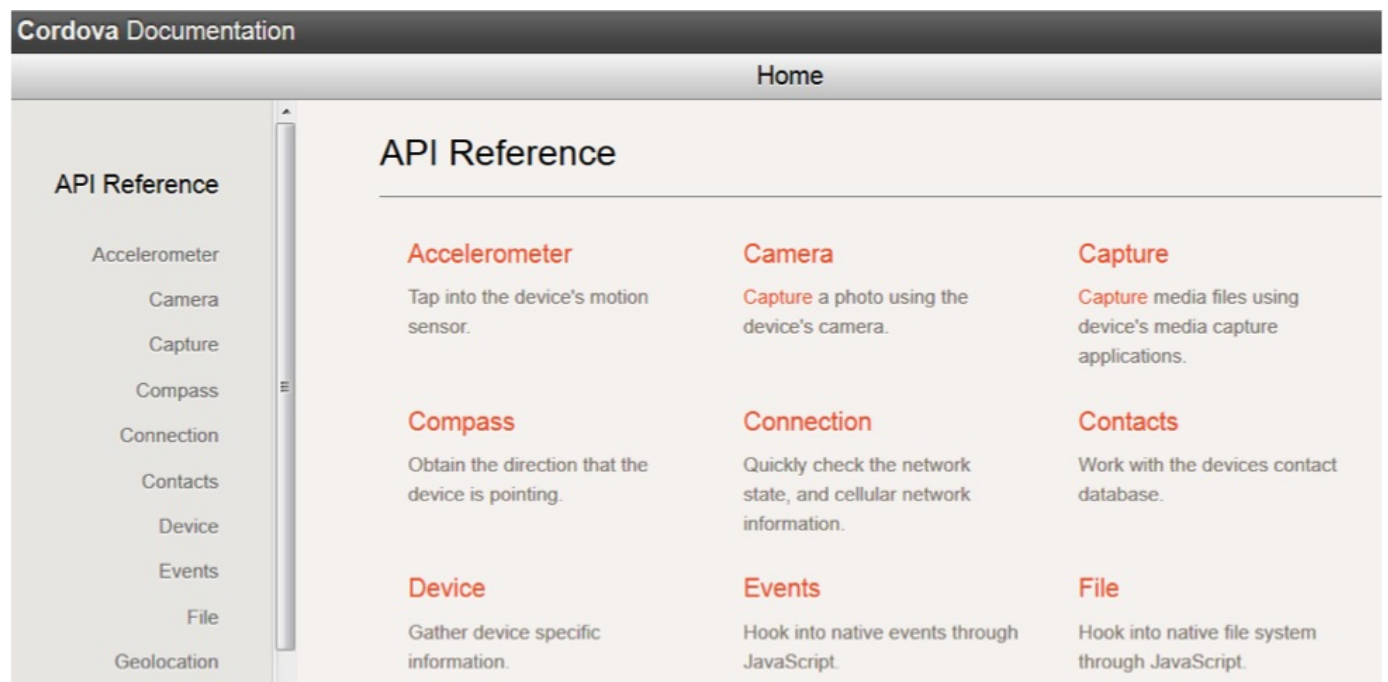 Cordova Documentation
Home
API Reference
Accelerometer
Camera
Capture
Compass
Connection
Contacts
Device
Events
File
Geolocation
API Reference
Accelerometer
Tap into the device's motion
sensor.
Camera
Capture a photo using the
device's camera.
Capture
Capture media files using
device's media capture
applications.
Compass
Obtain the direction that the
device is pointing.
Connection
Quickly check the network
state, and cellular network
information.
Contacts
Work with the devices contact
database.
Device
Gather device specific
information.
Events
Hook into native events through
JavaScript.
File
Hook into native file system
through JavaScript.